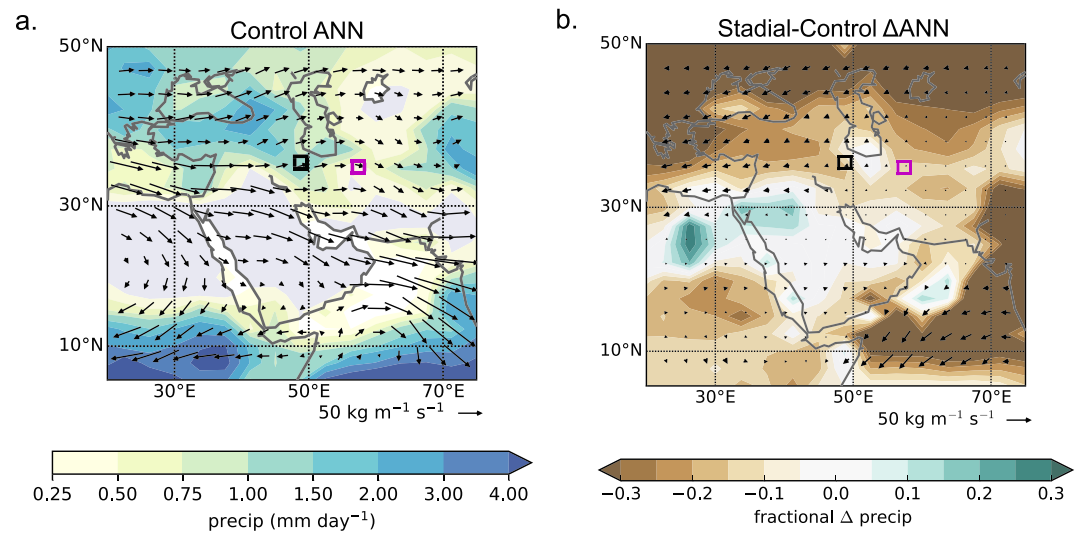 a.
Control ANN
50°N
30°N
10°N
30°E 50°E 70°E
50 kg m⁻¹ s⁻¹
0.25 0.50 0.75 1.00 1.50 2.00 3.00 4.00
precip (mm day⁻¹)
b.
Stadial-Control ΔANN
50°N
30°N
10°N
30°E 50°E 70°E
50 kg m⁻¹ s⁻¹
−0.3 −0.2 −0.1 0.0 0.1 0.2 0.3
fractional Δ precip